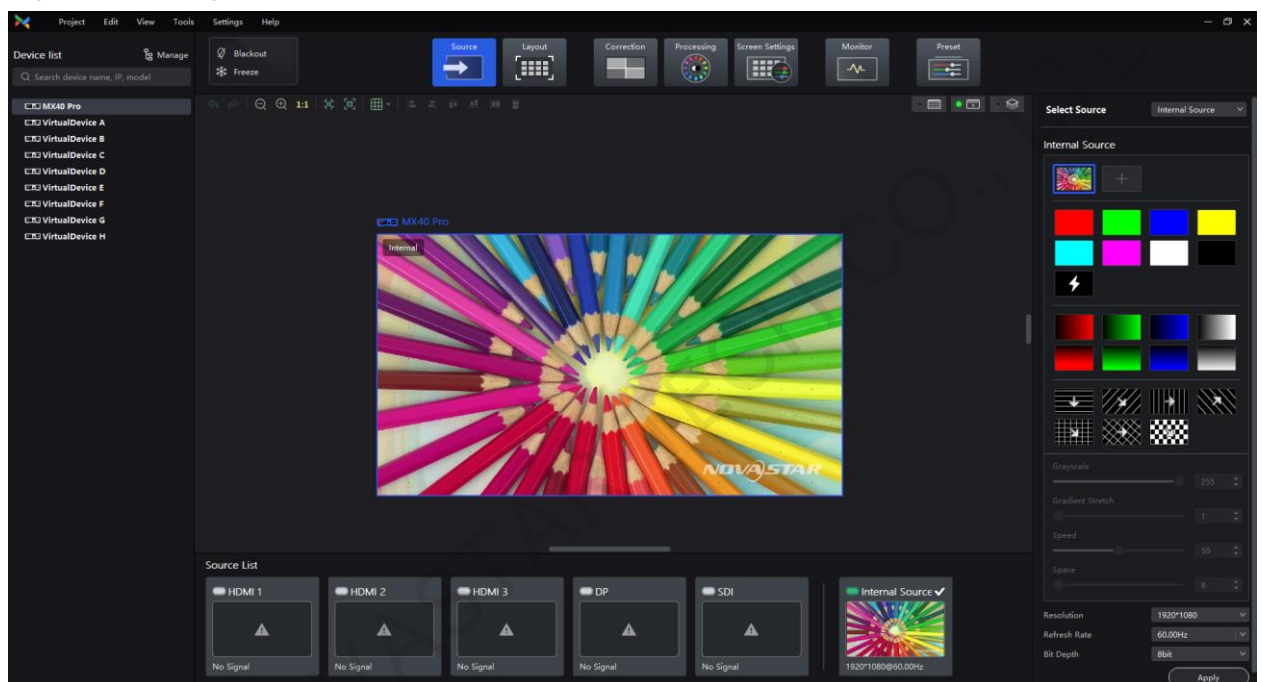 Project Edit View Tools Settings Help
Device list Manage
Search device name, IP, model
MX40 Pro
VirtualDevice A
VirtualDevice B
VirtualDevice C
VirtualDevice D
VirtualDevice E
VirtualDevice F
VirtualDevice G
VirtualDevice H
Blackout
Freeze
Source Layout Correction Processing Screen Settings Monitor Preset
1:1
MX40 Pro
Internal
NOVASTAR
Source List
HDMI 1 HDMI 2 HDMI 3 DP SDI Internal Source
No Signal No Signal No Signal No Signal No Signal 1920*1080@60.00Hz
Select Source Internal Source
Internal Source
Grayscale
255
Gradient Stretch
1
Speed
50
Space
8
Resolution 1920*1080
Refresh Rate 60.00Hz
Bit Depth 8bit
Apply